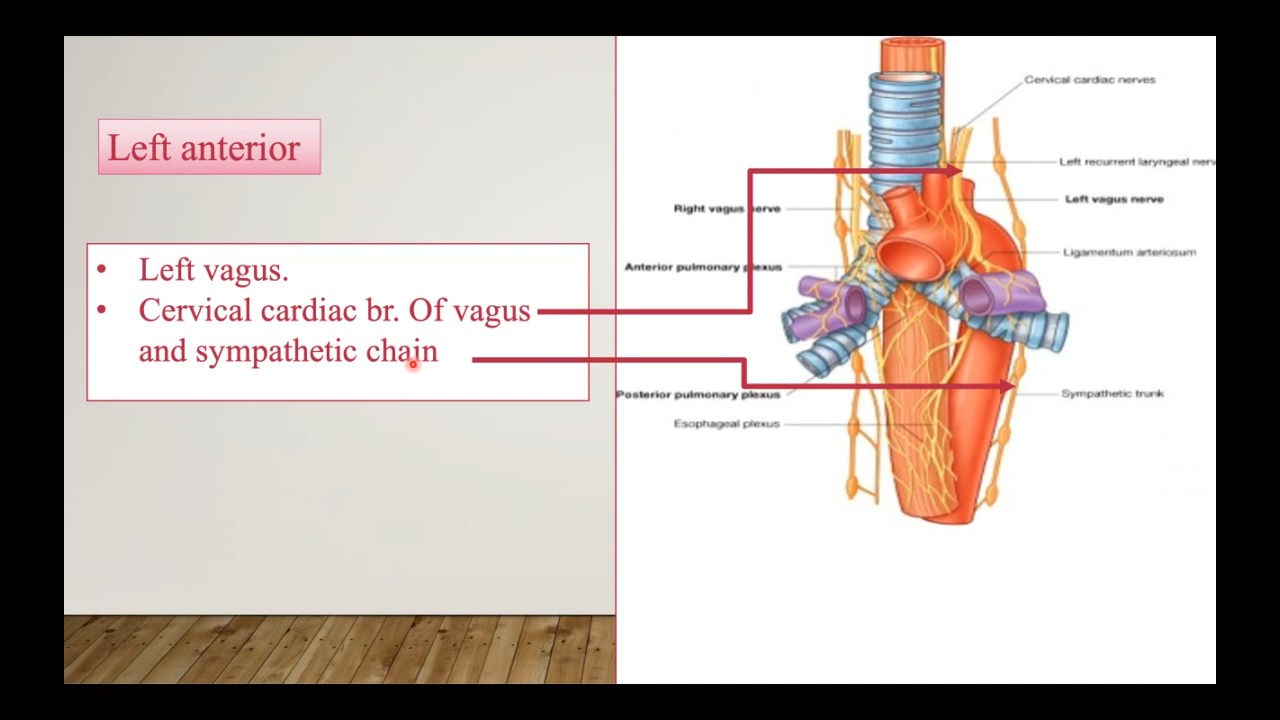 Left anterior
• Left vagus.
• Cervical cardiac br. Of vagus
and sympathetic chain
Cervical cardiac nerves
Left recurrent laryngeal nerv
Right vagus nerve
Left vagus nerve
Ligamentum arteriosum
Anterior pulmonary plexus
Posterior pulmonary plexus
Sympathetic trunk
Esophageal plexus